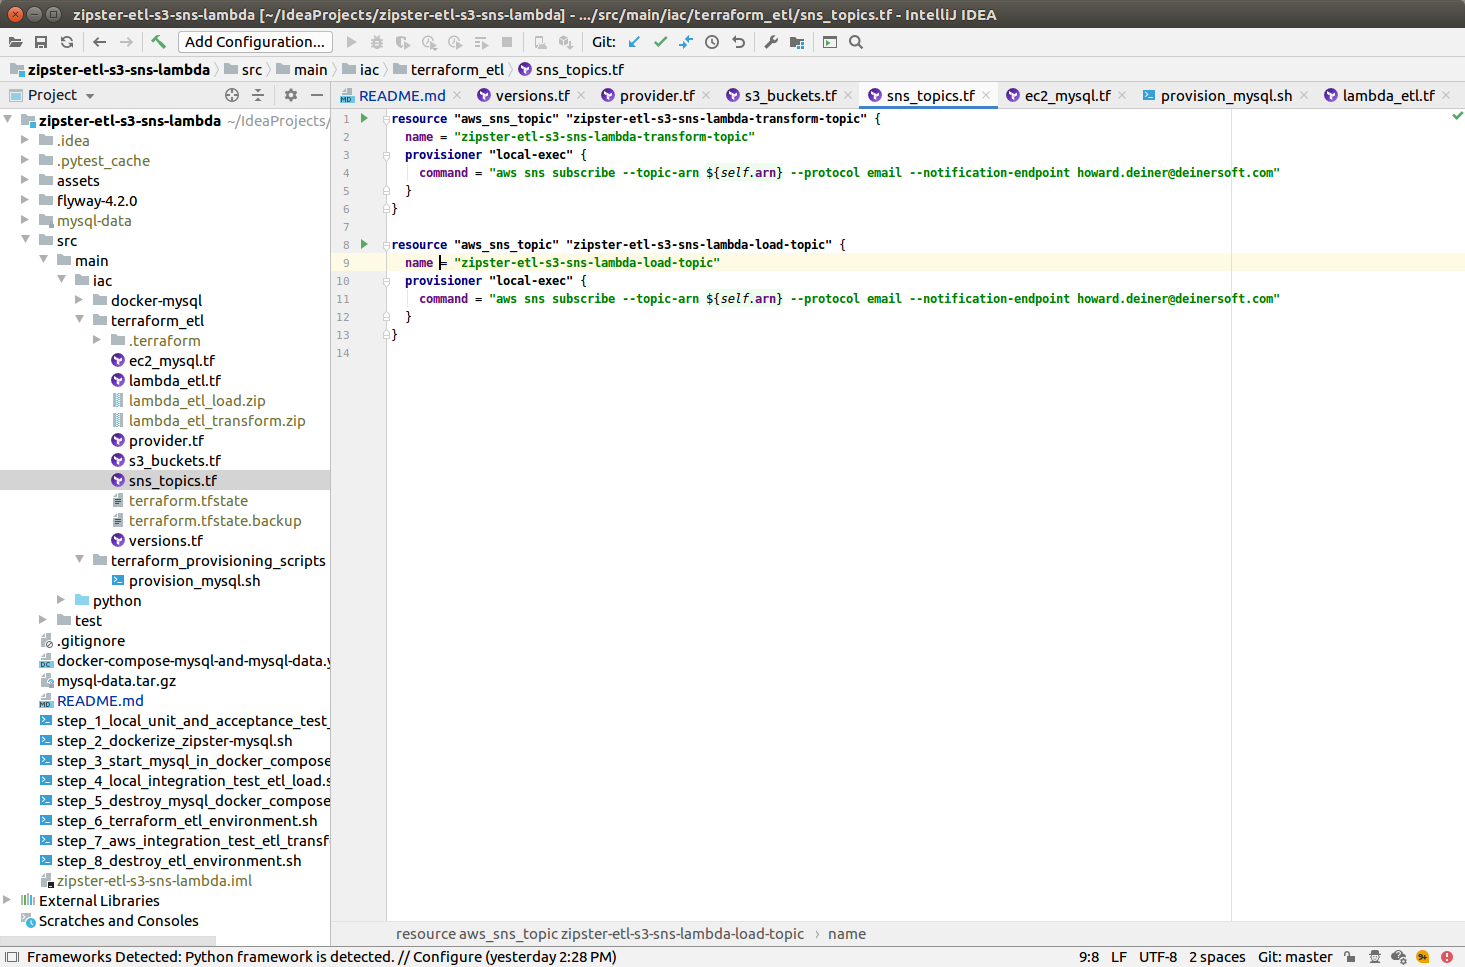 zipster-etl-s3-sns-lambda [~/IdeaProjects/zipster-etl-s3-sns-lambda] - .../src/main/iac/terraform_etl/sns_topics.tf - IntelliJ IDEA
Add Configuration... Git:
zipster-etl-s3-sns-lambda src main iac terraform_etl sns_topics.tf
Project
README.md versions.tf provider.tf s3_buckets.tf sns_topics.tf ec2_mysql.tf provision_mysql.sh lambda_etl.tf
zipster-etl-s3-sns-lambda ~/IdeaProjects/
.idea
.pytest_cache
assets
flyway-4.2.0
mysql-data
src
main
iac
docker-mysql
terraform_etl
.terraform
ec2_mysql.tf
lambda_etl.tf
lambda_etl_load.zip
lambda_etl_transform.zip
provider.tf
s3_buckets.tf
sns_topics.tf
terraform.tfstate
terraform.tfstate.backup
versions.tf
terraform_provisioning_scripts
provision_mysql.sh
python
test
.gitignore
docker-compose-mysql-and-mysql-data.y
mysql-data.tar.gz
README.md
step_1_local_unit_and_acceptance_test_
step_2_dockerize_zipster-mysql.sh
step_3_start_mysql_in_docker_compose
step_4_local_integration_test_etl_load.s
step_5_destroy_mysql_docker_compose
step_6_terraform_etl_environment.sh
step_7_aws_integration_test_etl_transf
step_8_destroy_etl_environment.sh
zipster-etl-s3-sns-lambda.iml
External Libraries
Scratches and Consoles
1 resource "aws_sns_topic" "zipster-etl-s3-sns-lambda-transform-topic" {
2 name = "zipster-etl-s3-sns-lambda-transform-topic"
3 provisioner "local-exec" {
4 command = "aws sns subscribe --topic-arn ${self.arn} --protocol email --notification-endpoint howard.deiner@deinersoft.com"
5 }
6 }
7
8 resource "aws_sns_topic" "zipster-etl-s3-sns-lambda-load-topic" {
9 name = "zipster-etl-s3-sns-lambda-load-topic"
10 provisioner "local-exec" {
11 command = "aws sns subscribe --topic-arn ${self.arn} --protocol email --notification-endpoint howard.deiner@deinersoft.com"
12 }
13 }
14
resource aws_sns_topic zipster-etl-s3-sns-lambda-load-topic › name
Frameworks Detected: Python framework is detected. // Configure (yesterday 2:28 PM) 9:8 LF UTF-8 2 spaces Git: master 9+